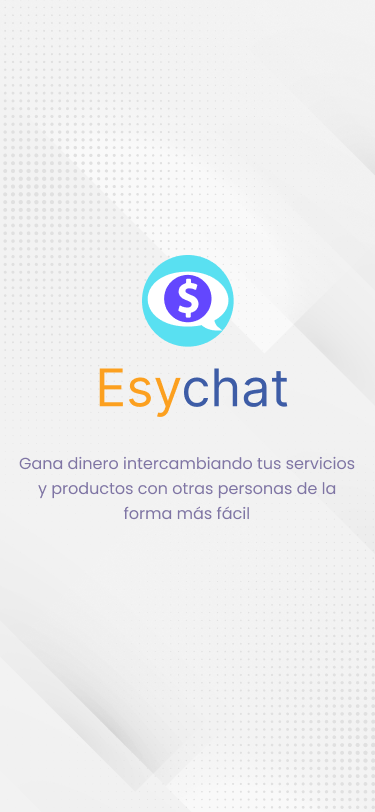 $
Esychat
Gana dinero intercambiando tus servicios
y productos con otras personas de la
forma más fácil